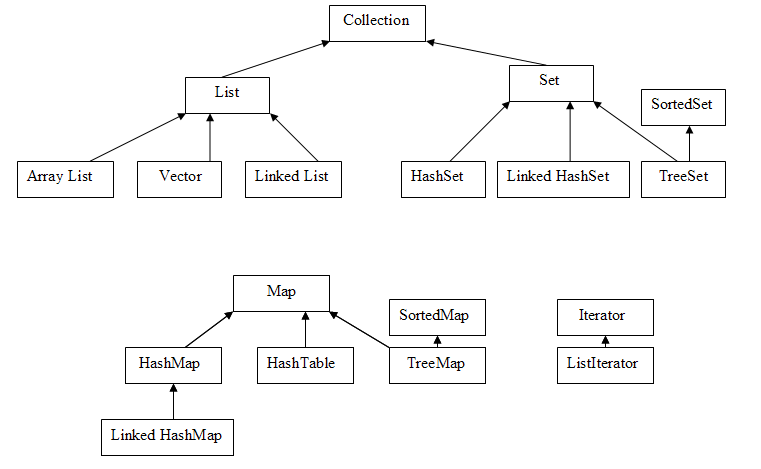 Collection
List
Set
SortedSet
Array List
Vector
Linked List
HashSet
Linked HashSet
TreeSet
Map
SortedMap
Iterator
HashMap
HashTable
TreeMap
ListIterator
Linked HashMap